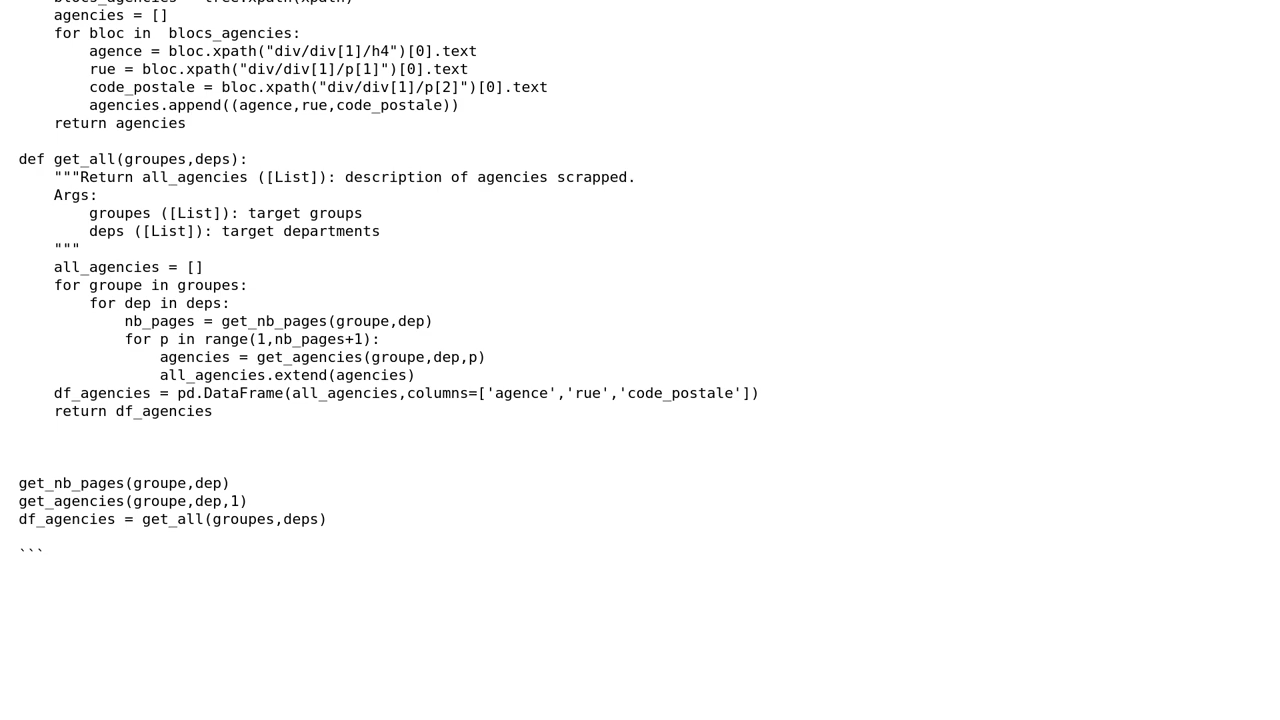 agencies = []
    for bloc in  blocs_agencies:
        agence = bloc.xpath("div/div[1]/h4")[0].text
        rue = bloc.xpath("div/div[1]/p[1]")[0].text
        code_postale = bloc.xpath("div/div[1]/p[2]")[0].text
        agencies.append((agence,rue,code_postale))
    return agencies

def get_all(groupes,deps):
    """Return all_agencies ([List]): description of agencies scrapped.
    Args:
        groupes ([List]): target groups
        deps ([List]): target departments
    """
    all_agencies = []
    for groupe in groupes:
        for dep in deps:
            nb_pages = get_nb_pages(groupe,dep)
            for p in range(1,nb_pages+1):
                agencies = get_agencies(groupe,dep,p)
                all_agencies.extend(agencies)
    df_agencies = pd.DataFrame(all_agencies,columns=['agence','rue','code_postale'])
    return df_agencies

get_nb_pages(groupe,dep)
get_agencies(groupe,dep,1)
df_agencies = get_all(groupes,deps)

```